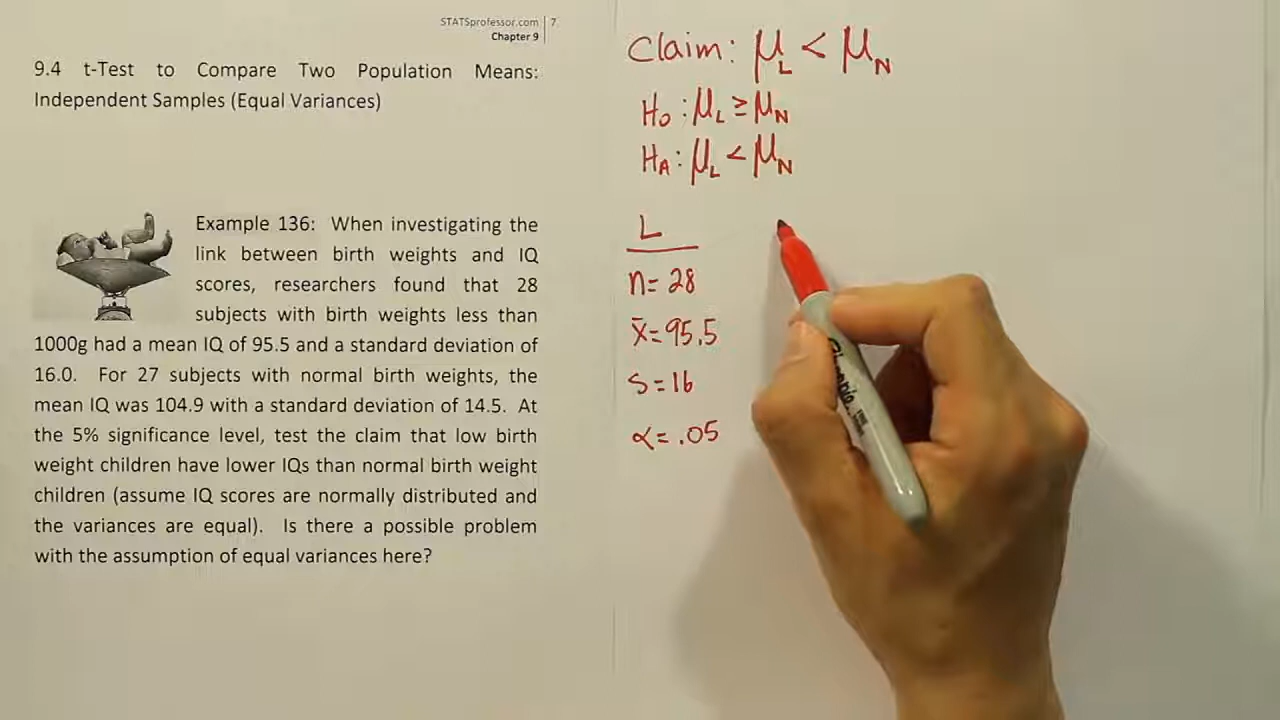 STATSprofessor.com | 7
Chapter 9
9.4 t-Test to Compare Two Population Means:
Independent Samples (Equal Variances)
Example 136: When investigating the
link between birth weights and IQ
scores, researchers found that 28
subjects with birth weights less than
1000g had a mean IQ of 95.5 and a standard deviation of
16.0. For 27 subjects with normal birth weights, the
mean IQ was 104.9 with a standard deviation of 14.5. At
the 5% significance level, test the claim that low birth
weight children have lower IQs than normal birth weight
children (assume IQ scores are normally distributed and
the variances are equal). Is there a possible problem
with the assumption of equal variances here?
Claim: μL < μN
H0 : μL ≥ μN
HA : μL < μN
L
n = 28
x̄ = 95.5
s = 16
α = .05
Sharpie